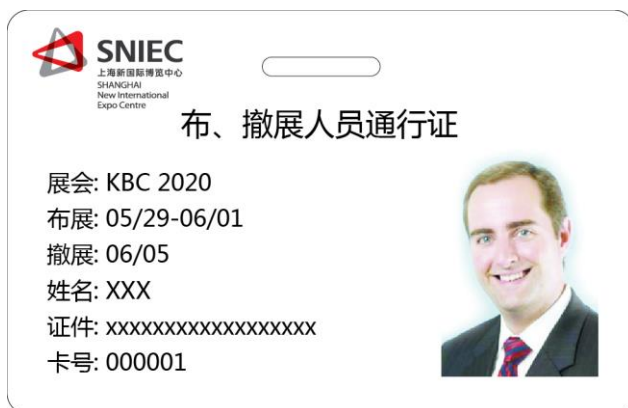 SNIEC
上海新国际博览中心
SHANGHAI
New International
Expo Centre
布、撤展人员通行证
展会: KBC 2020
布展: 05/29-06/01
撤展: 06/05
姓名: XXX
证件: xxxxxxxxxxxxxxxxxx
卡号: 000001